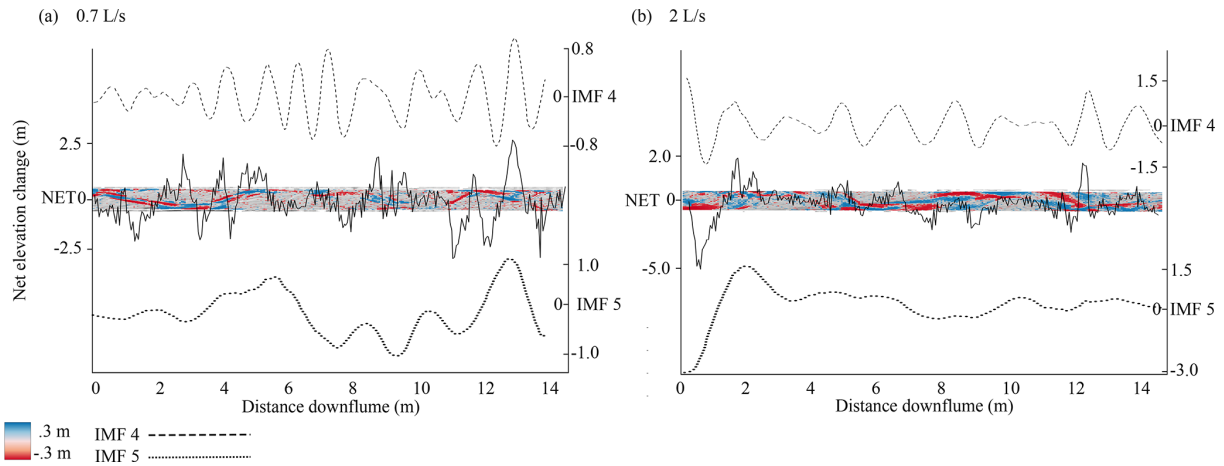 (a) 0.7 L/s
(b) 2 L/s
Net elevation change (m)
0.8
0 IMF 4
-0.8
2.5
NET 0
-2.5
1.0
0 IMF 5
-1.0
0 2 4 6 8 10 12 14
Distance downflume (m)
1.5
0 IMF 4
-1.5
2.0
NET 0
-5.0
1.5
0 IMF 5
-3.0
0 2 4 6 8 10 12 14
Distance downflume (m)
.3 m
-.3 m
IMF 4
IMF 5